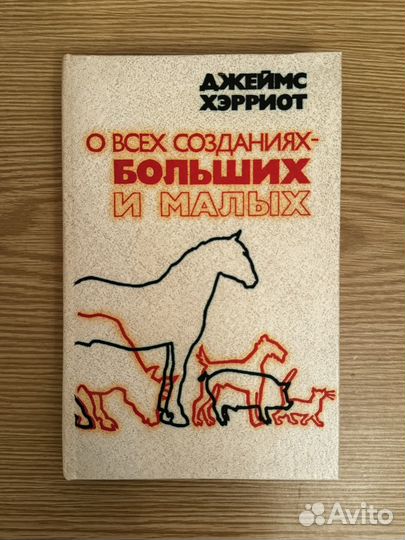 ДЖЕЙМС
ХЭРРИОТ
О ВСЕХ СОЗДАНИЯХ-
БОЛЬШИХ
И МАЛЫХ
Avito